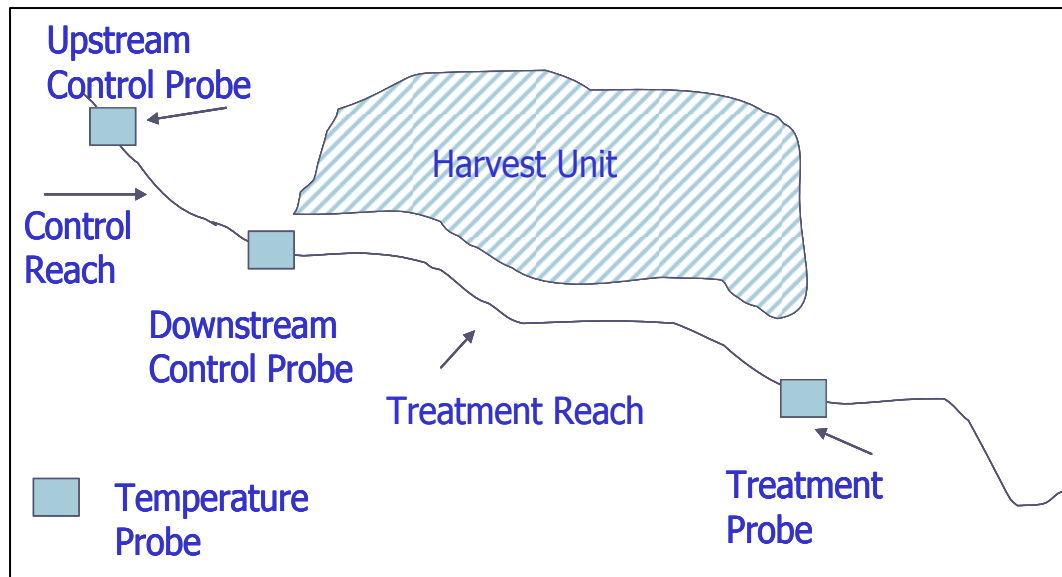 Upstream
Control Probe
Harvest Unit
Control
Reach
Downstream
Control Probe
Treatment Reach
Treatment
Probe
Temperature
Probe